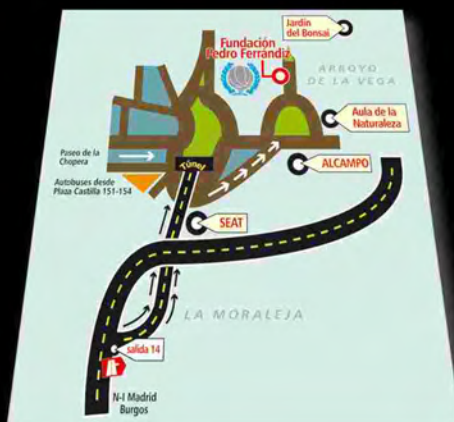 Jardín
del Bonsai
Fundación
Pedro Ferrándiz
ARROYO
DE LA VEGA
Aula de la
Naturaleza
Paseo de la
Chopera
Túnel
ALCAMPO
Autobuses desde
Plaza Castilla 151-154
SEAT
LA MORALEJA
salida 14
N-I Madrid
Burgos